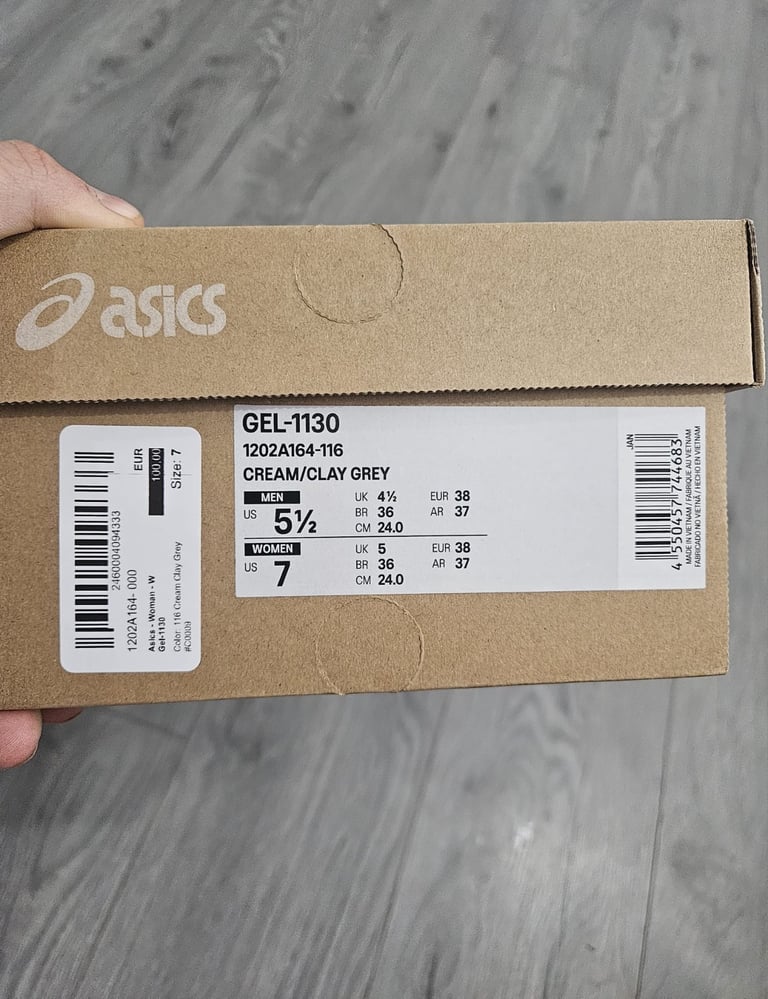 asics
GEL-1130
1202A164-116
CREAM/CLAY GREY
MEN
US 5½
UK 4½ EUR 38
BR 36 AR 37
CM 24.0
WOMEN
US 7
UK 5 EUR 38
BR 36 AR 37
CM 24.0
JAN
4 550457 744683
MADE IN VIETNAM / FABRIQUÉ AU VIETNAM
FABRICADO NO VIETNÃ / HECHO EN VIETNAM
EUR
100,00
Size: 7
2460004094333
1202A164- 000
Asics - Woman - W
Gel-1130
Color: 116 Cream Clay Grey